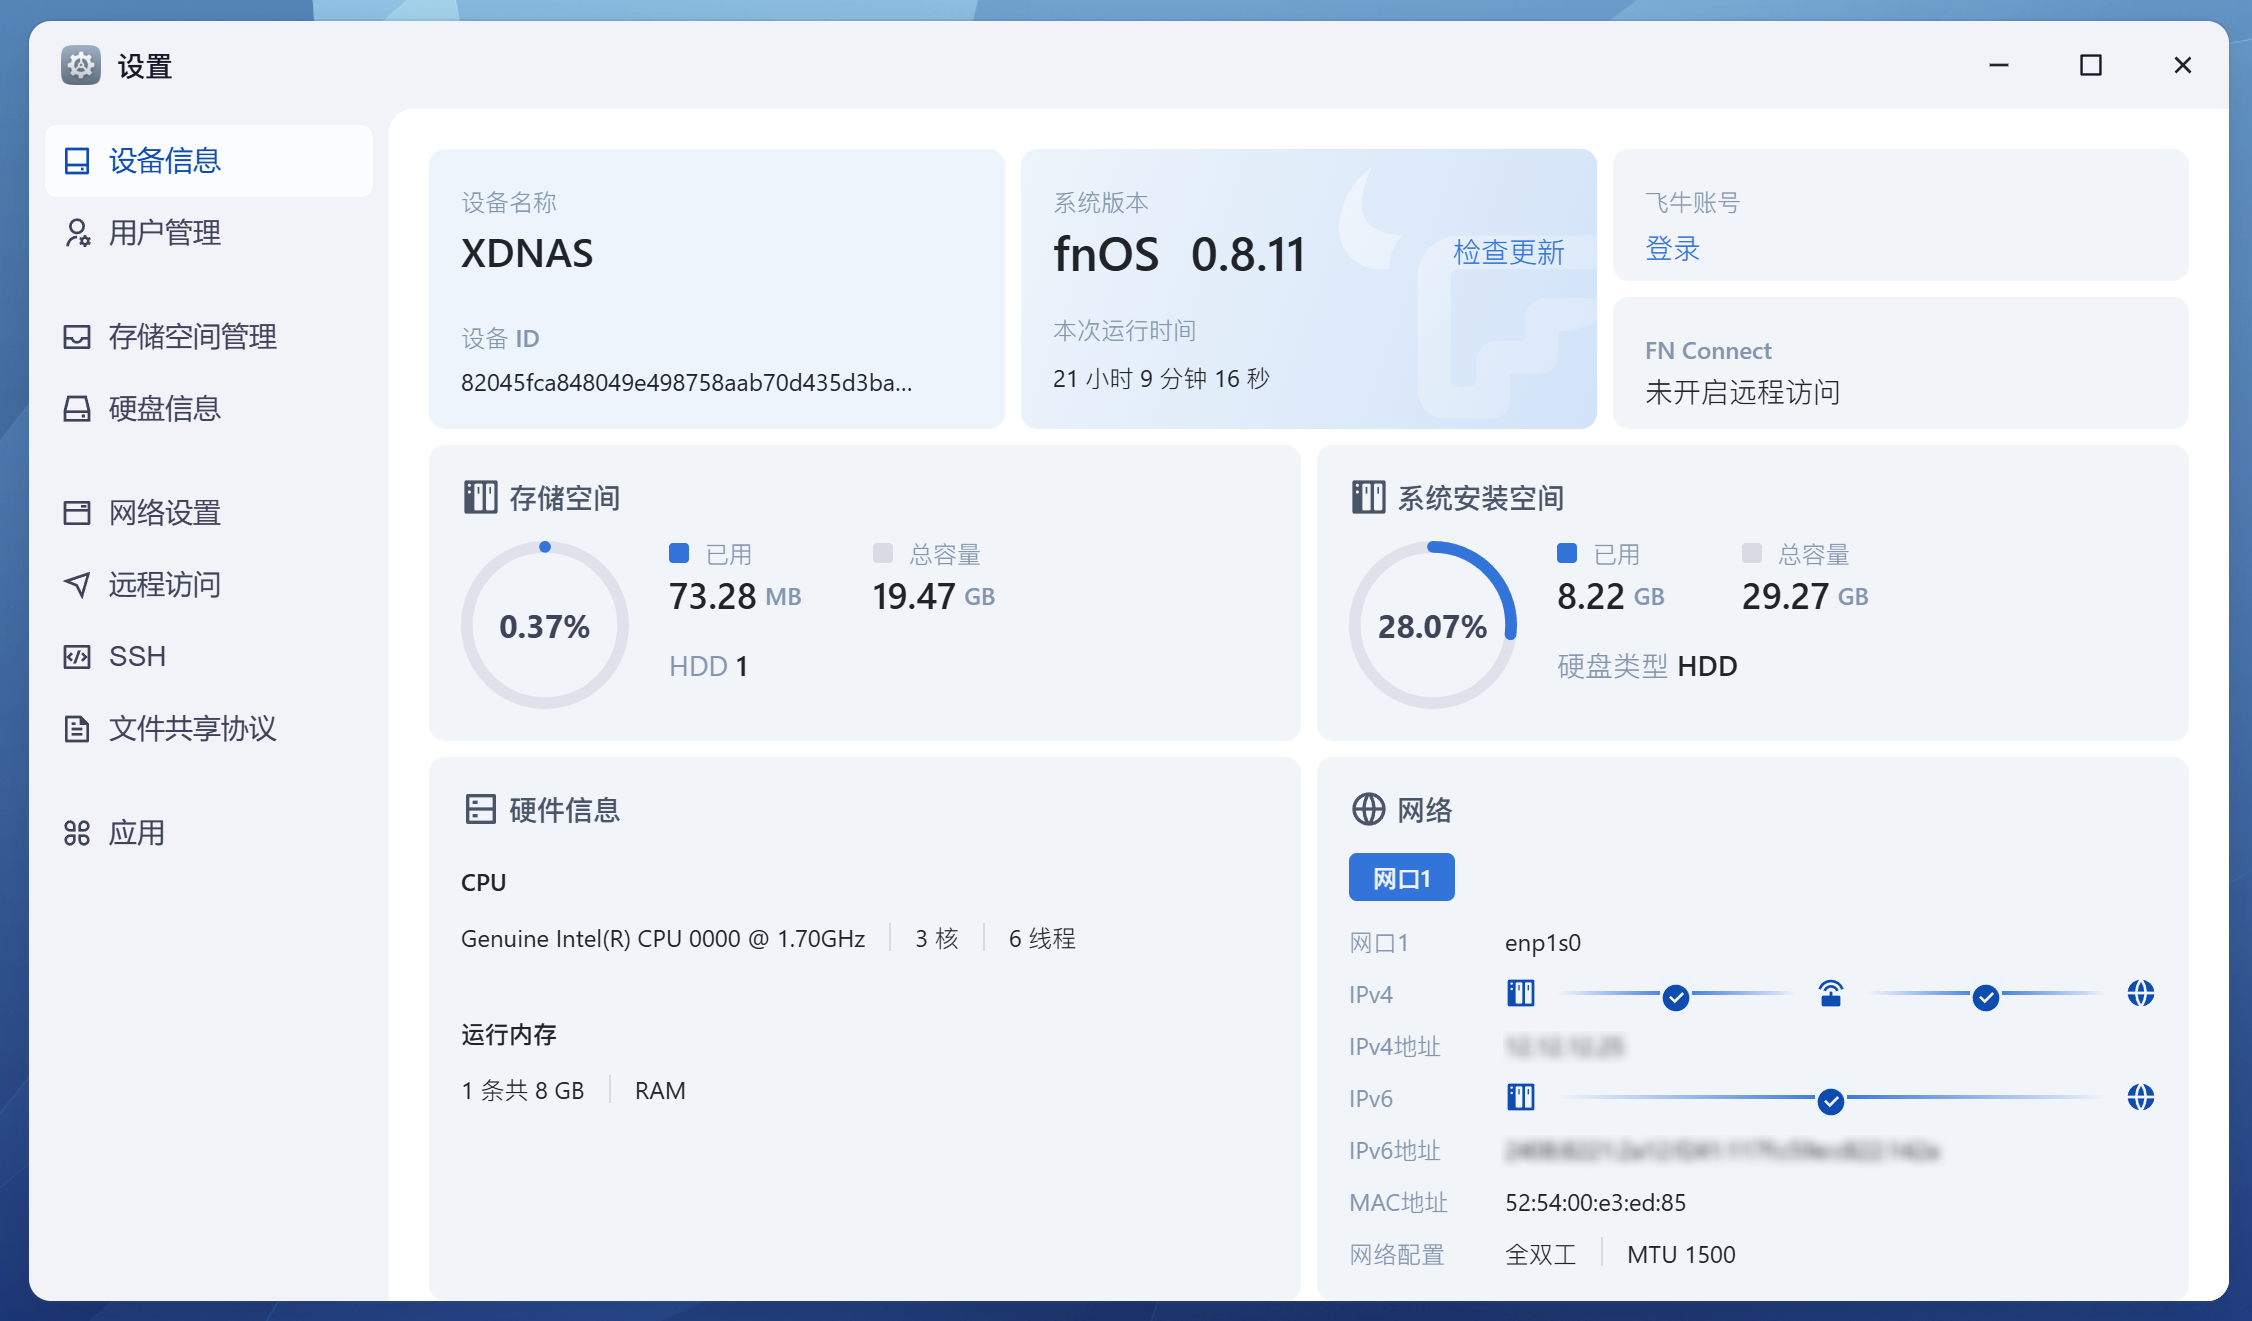 设置
设备信息
用户管理
存储空间管理
硬盘信息
网络设置
远程访问
SSH
文件共享协议
应用
设备名称
XDNAS
设备 ID
82045fca848049e498758aab70d435d3ba...
系统版本
fnOS 0.8.11
检查更新
本次运行时间
21 小时 9 分钟 16 秒
飞牛账号
登录
FN Connect
未开启远程访问
存储空间
0.37%
已用
73.28 MB
总容量
19.47 GB
HDD 1
系统安装空间
28.07%
已用
8.22 GB
总容量
29.27 GB
硬盘类型 HDD
硬件信息
CPU
Genuine Intel(R) CPU 0000 @ 1.70GHz 3 核 6 线程
运行内存
1 条共 8 GB RAM
网络
网口1
网口1 enp1s0
IPv4
IPv4地址
IPv6
IPv6地址
MAC地址 52:54:00:e3:ed:85
网络配置 全双工 MTU 1500